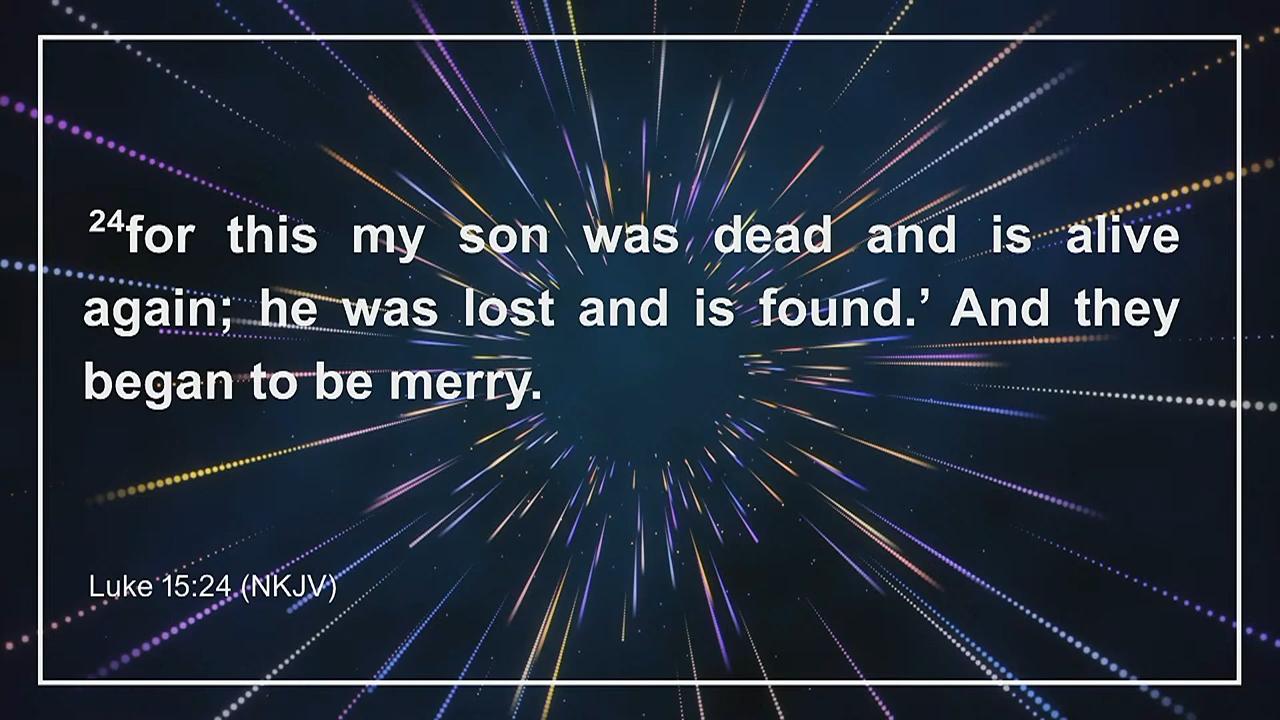 24for this my son was dead and is alive
again; he was lost and is found.’ And they
began to be merry.
Luke 15:24 (NKJV)